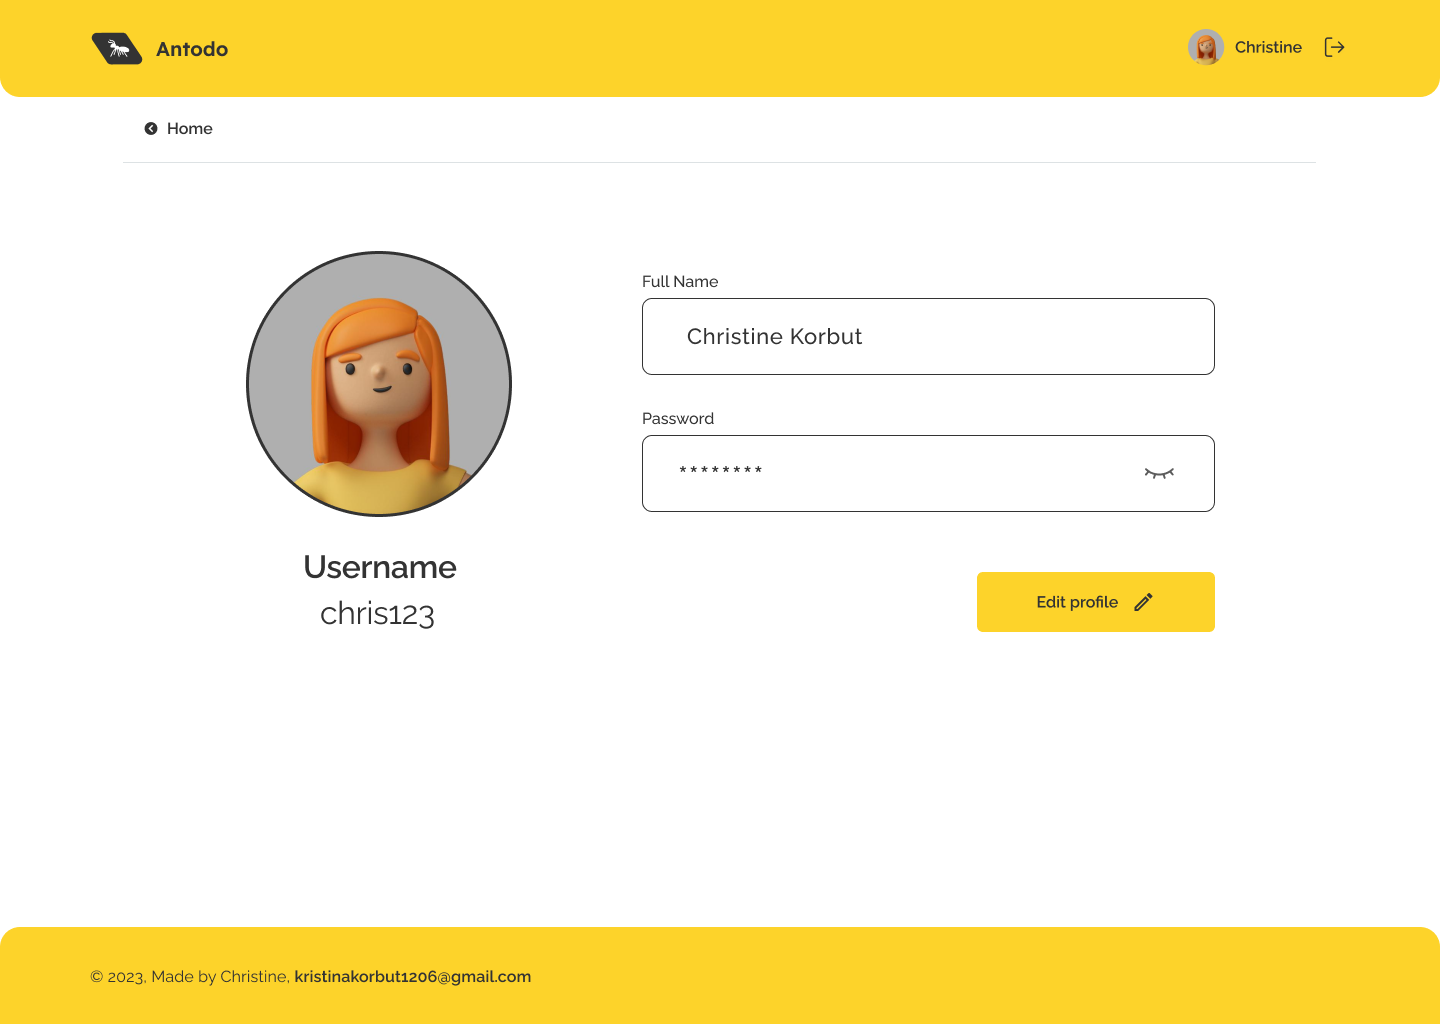 Antodo
Christine
Home
Full Name
Christine Korbut
Password
********
Username
chris123
Edit profile
© 2023, Made by Christine, kristinakorbut1206@gmail.com